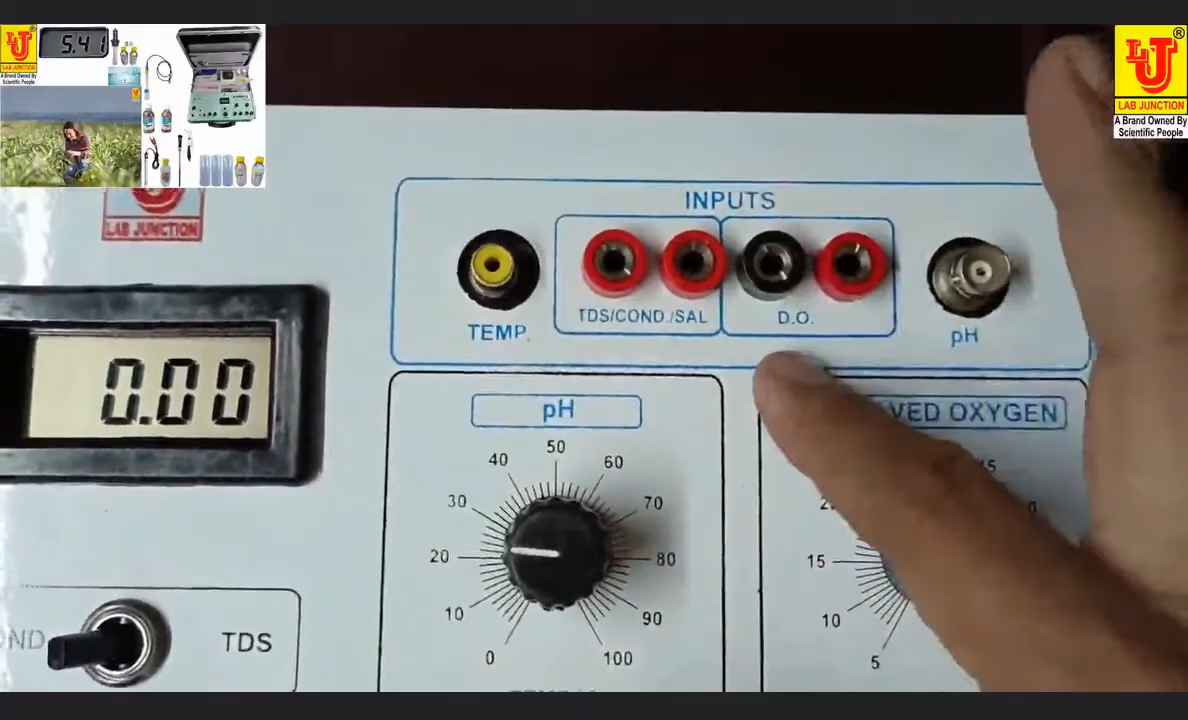 LJ
®
LAB JUNCTION
A Brand Owned By
Scientific People
5.41
LJ
®
LAB JUNCTION
A Brand Owned By
Scientific People
LAB JUNCTION
INPUTS
TEMP.
TDS/COND./SAL
D.O.
pH
0.00
pH
VED OXYGEN
0
10
20
30
40
50
60
70
80
90
100
5
10
15
TDS